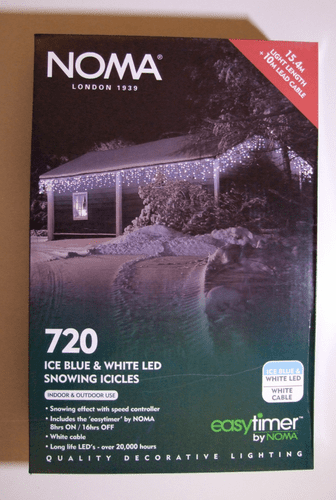 NOMA®
LONDON 1939
15.4M
LIGHT LENGTH
+ 10M LEAD CABLE
720
ICE BLUE & WHITE LED
SNOWING ICICLES
INDOOR & OUTDOOR USE
• Snowing effect with speed controller
• Includes the 'easytimer' by NOMA
8hrs ON / 16hrs OFF
• White cable
• Long life LED's - over 20,000 hours
ICE BLUE &
WHITE LED
WHITE
CABLE
easytimer™
by NOMA
QUALITY DECORATIVE LIGHTING